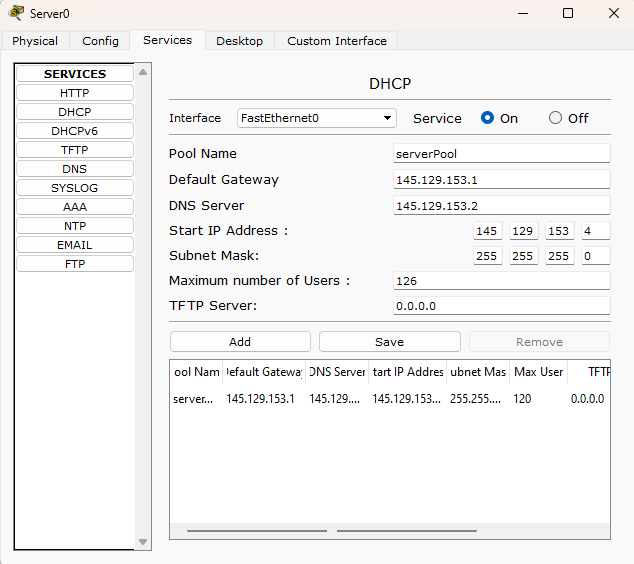 Server0
Physical Config Services Desktop Custom Interface
SERVICES
HTTP
DHCP
DHCPv6
TFTP
DNS
SYSLOG
AAA
NTP
EMAIL
FTP
DHCP
Interface FastEthernet0 Service On Off
Pool Name serverPool
Default Gateway 145.129.153.1
DNS Server 145.129.153.2
Start IP Address : 145 129 153 4
Subnet Mask: 255 255 255 0
Maximum number of Users : 126
TFTP Server: 0.0.0.0
Add Save Remove
ool Nam efault Gateway DNS Server tart IP Addres ubnet Mas Max User TFTP
server... 145.129.153.1 145.129.... 145.129.153... 255.255.... 120 0.0.0.0